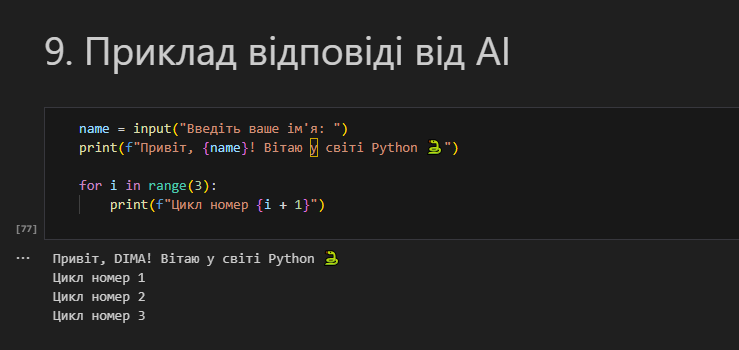 9. Приклад відповіді від AI
name = input("Введіть ваше ім'я: ")
print(f"Привіт, {name}! Вітаю у світі Python 🐍")
for i in range(3):
    print(f"Цикл номер {i + 1}")
[77]
... Привіт, DIMA! Вітаю у світі Python 🐍
Цикл номер 1
Цикл номер 2
Цикл номер 3